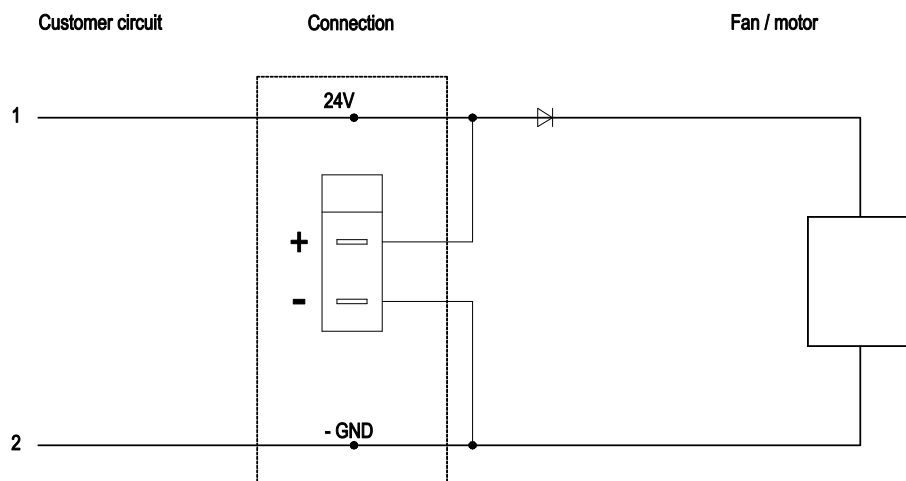 Customer circuit Connection Fan / motor
24V
1
+
-
- GND
2